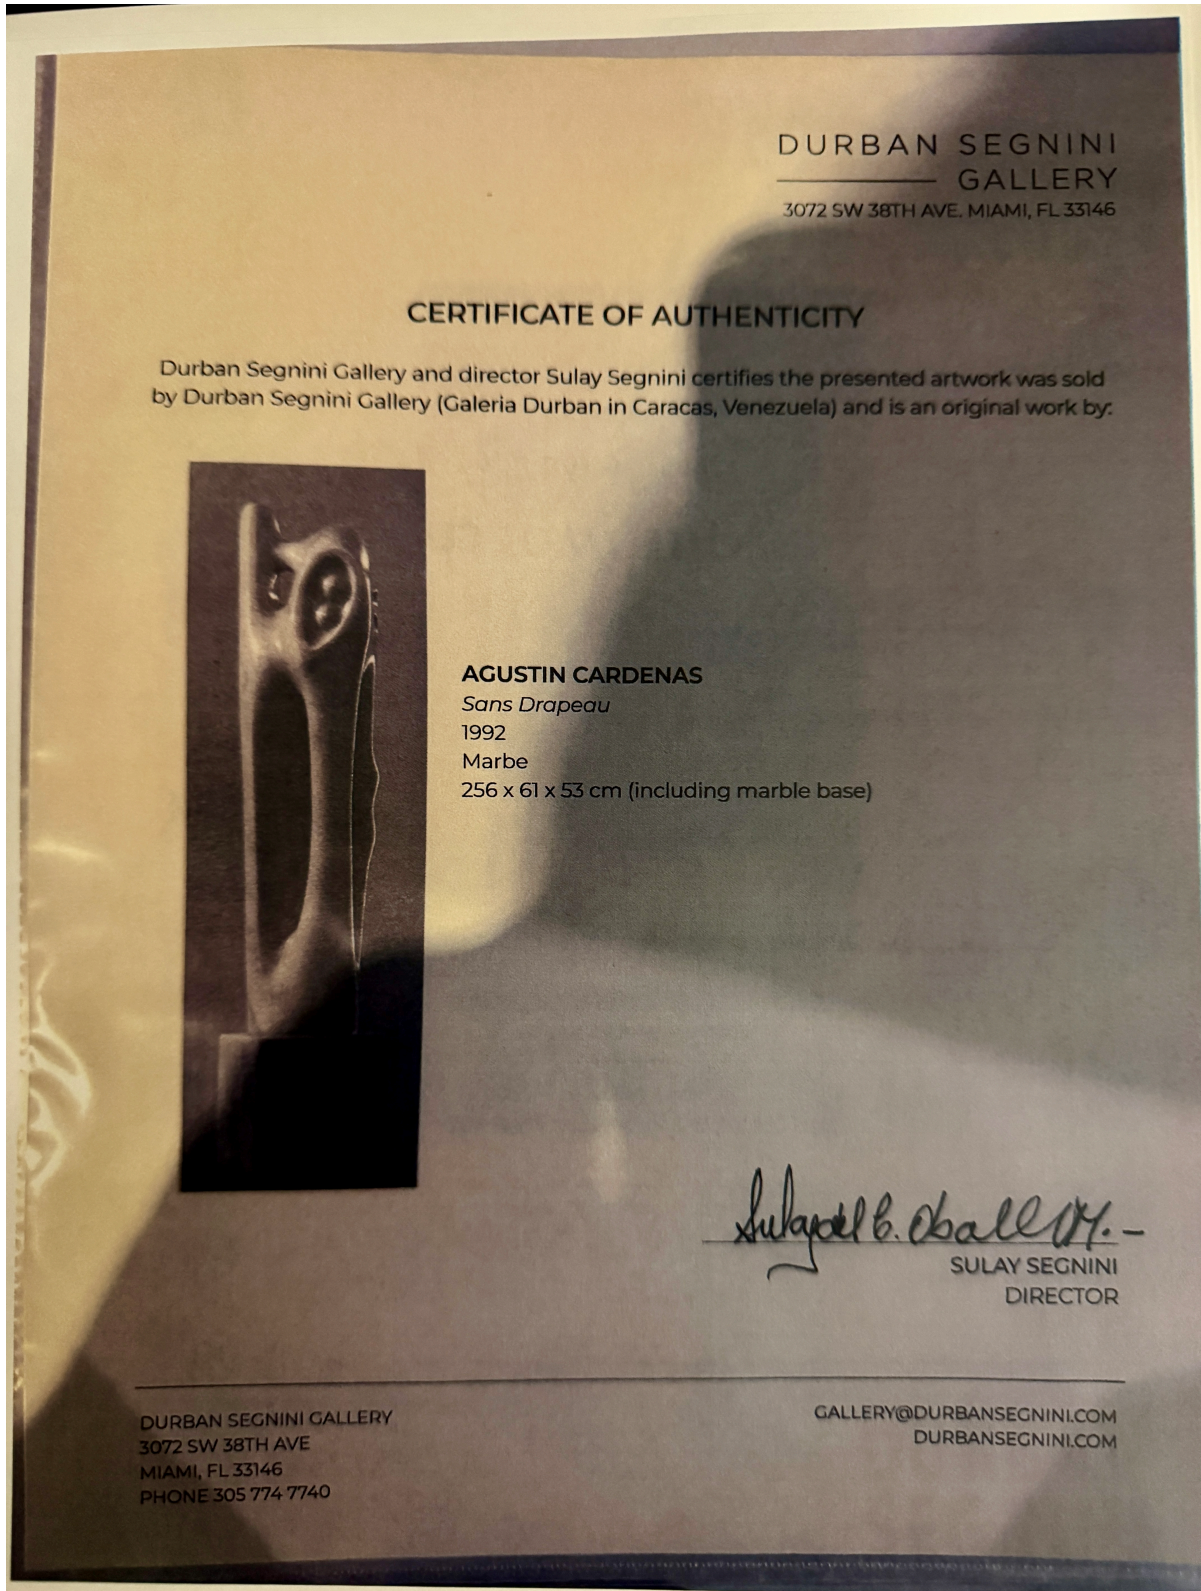 DURBAN SEGNINI
GALLERY
3072 SW 38TH AVE. MIAMI, FL 33146
CERTIFICATE OF AUTHENTICITY
Durban Segnini Gallery and director Sulay Segnini certifies the presented artwork was sold
by Durban Segnini Gallery (Galeria Durban in Caracas, Venezuela) and is an original work by:
AGUSTIN CARDENAS
Sans Drapeau
1992
Marbe
256 x 61 x 53 cm (including marble base)
SULAY SEGNINI
DIRECTOR
DURBAN SEGNINI GALLERY
3072 SW 38TH AVE
MIAMI, FL 33146
PHONE 305 774 7740
GALLERY@DURBANSEGNINI.COM
DURBANSEGNINI.COM